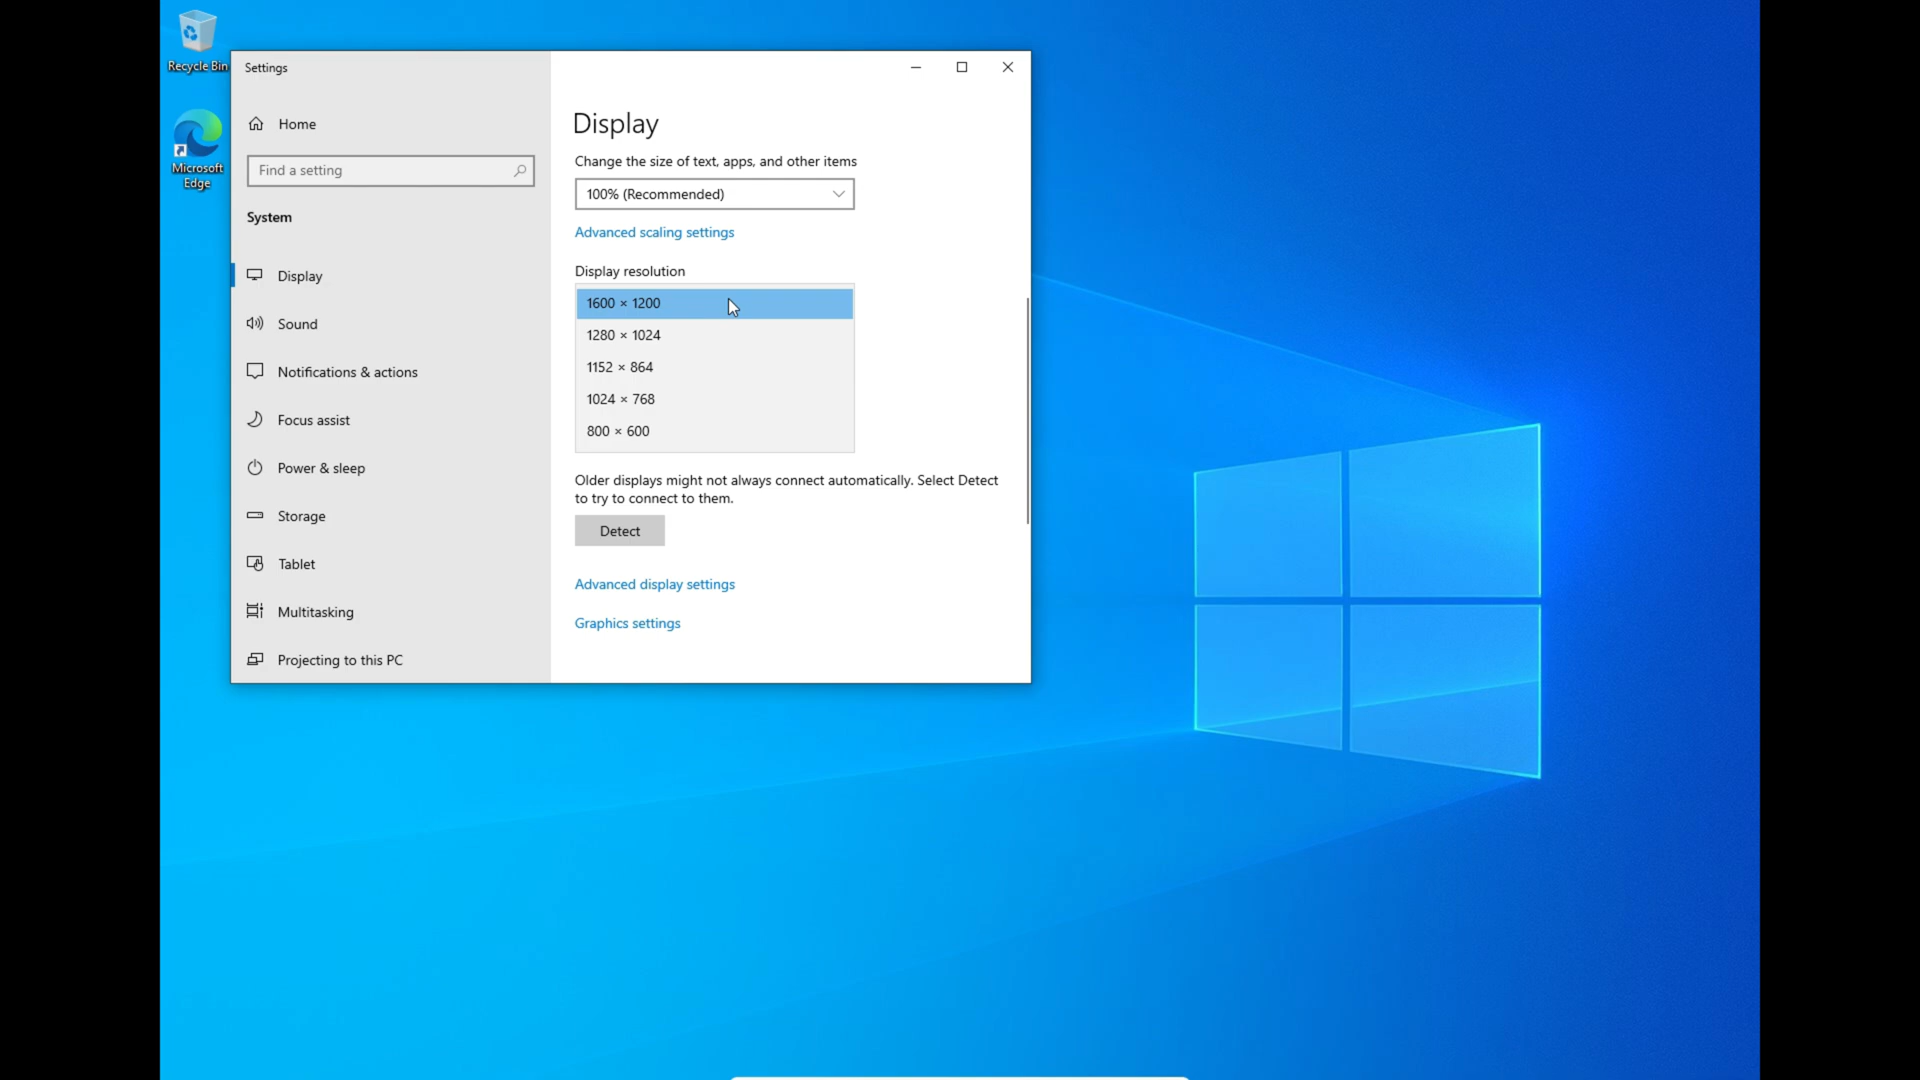 Recycle Bin
Microsoft
Edge
Settings
Home
Find a setting
System
Display
Sound
Notifications & actions
Focus assist
Power & sleep
Storage
Tablet
Multitasking
Projecting to this PC
Display
Change the size of text, apps, and other items
100% (Recommended)
Advanced scaling settings
Display resolution
1600 × 1200
1280 × 1024
1152 × 864
1024 × 768
800 × 600
Older displays might not always connect automatically. Select Detect
to try to connect to them.
Detect
Advanced display settings
Graphics settings